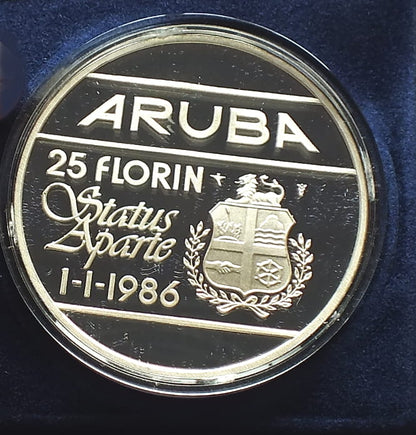 ARUBA
25 FLORIN
Status
Aparte
1-1-1986